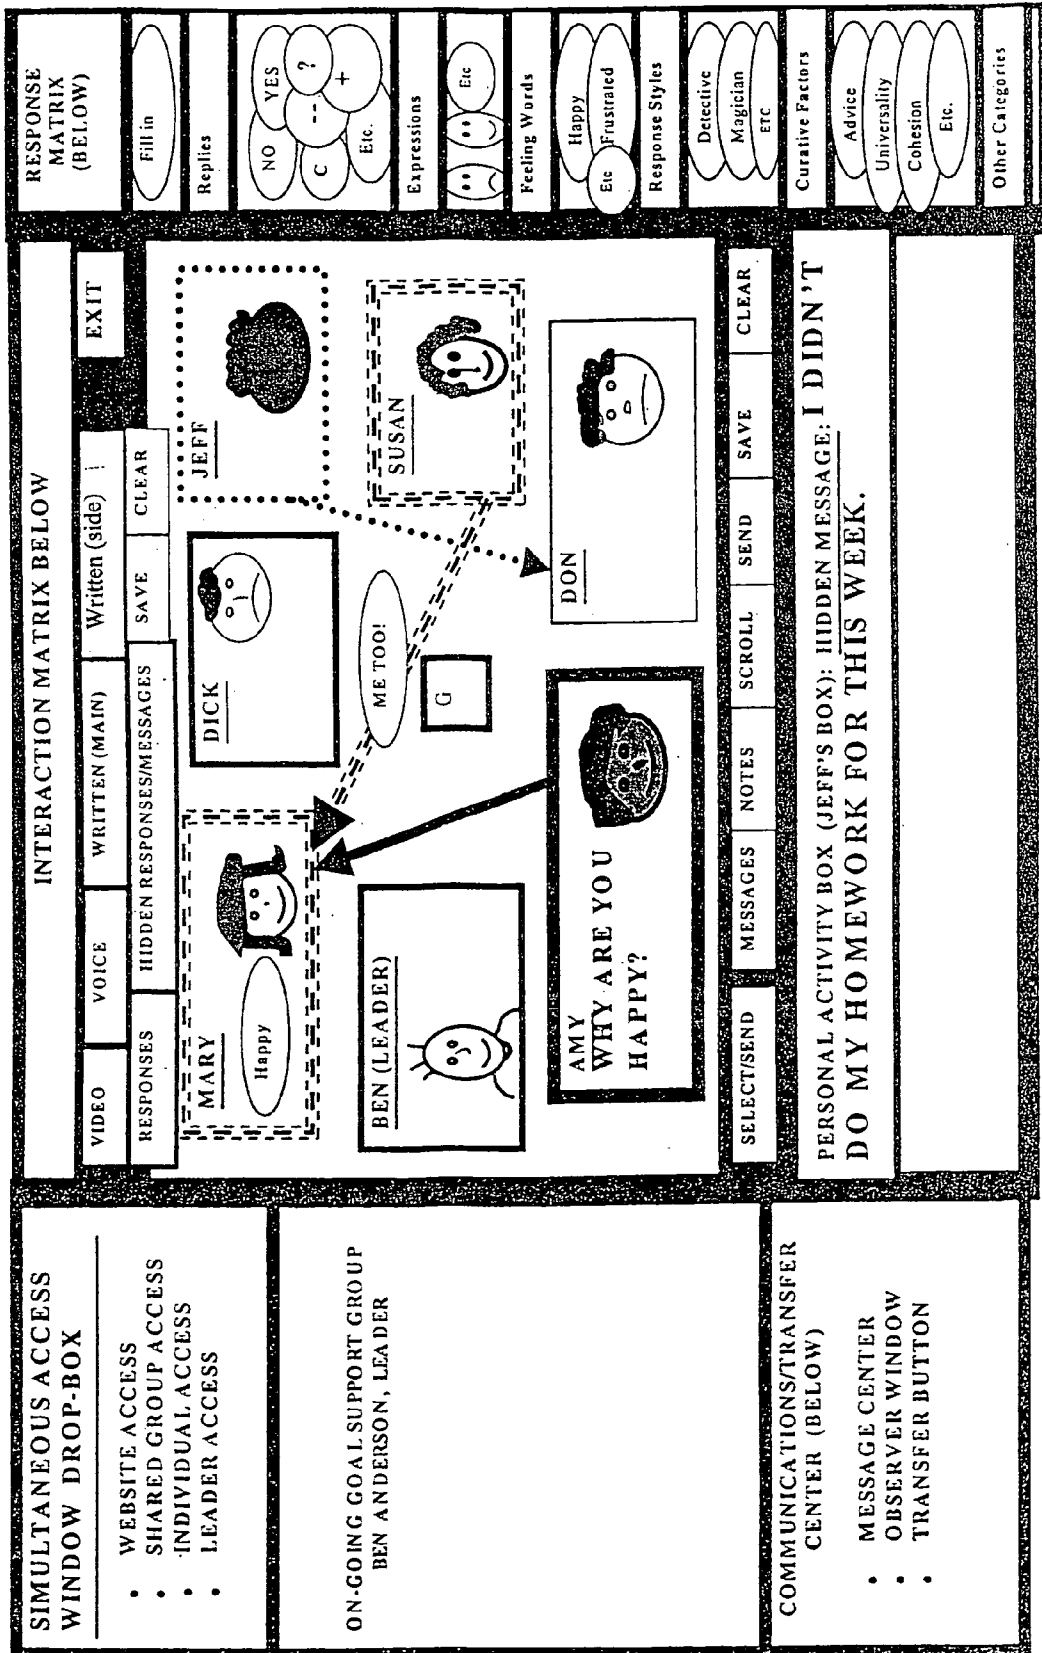 SIMULTANEOUS ACCESS
WINDOW DROP-BOX
• WEBSITE ACCESS
• SHARED GROUP ACCESS
• INDIVIDUAL ACCESS
• LEADER ACCESS
ON-GOING GOAL SUPPORT GROUP
BEN ANDERSON, LEADER
COMMUNICATIONS/TRANSFER
CENTER (BELOW)
• MESSAGE CENTER
• OBSERVER WINDOW
• TRANSFER BUTTON
INTERACTION MATRIX BELOW
VIDEO
VOICE
WRITTEN (MAIN)
Written (side)
EXIT
RESPONSES
HIDDEN RESPONSES/MESSAGES
SAVE
CLEAR
MARY
Happy
DICK
JEFF
ME TOO!
SUSAN
BEN (LEADER)
G
AMY
WHY ARE YOU
HAPPY?
DON
SELECT/SEND
MESSAGES
NOTES
SCROLL
SEND
SAVE
CLEAR
PERSONAL ACTIVITY BOX (JEFF'S BOX): HIDDEN MESSAGE: I DIDN'T
DO MY HOMEWORK FOR THIS WEEK.
RESPONSE
MATRIX
(BELOW)
Fill in
Replies
NO
YES
C
--
?
Etc.
+
Expressions
Etc
Feeling Words
Happy
Etc
Frustrated
Response Styles
Detective
Magician
ETC
Curative Factors
Advice
Universality
Cohesion
Etc.
Other Categories